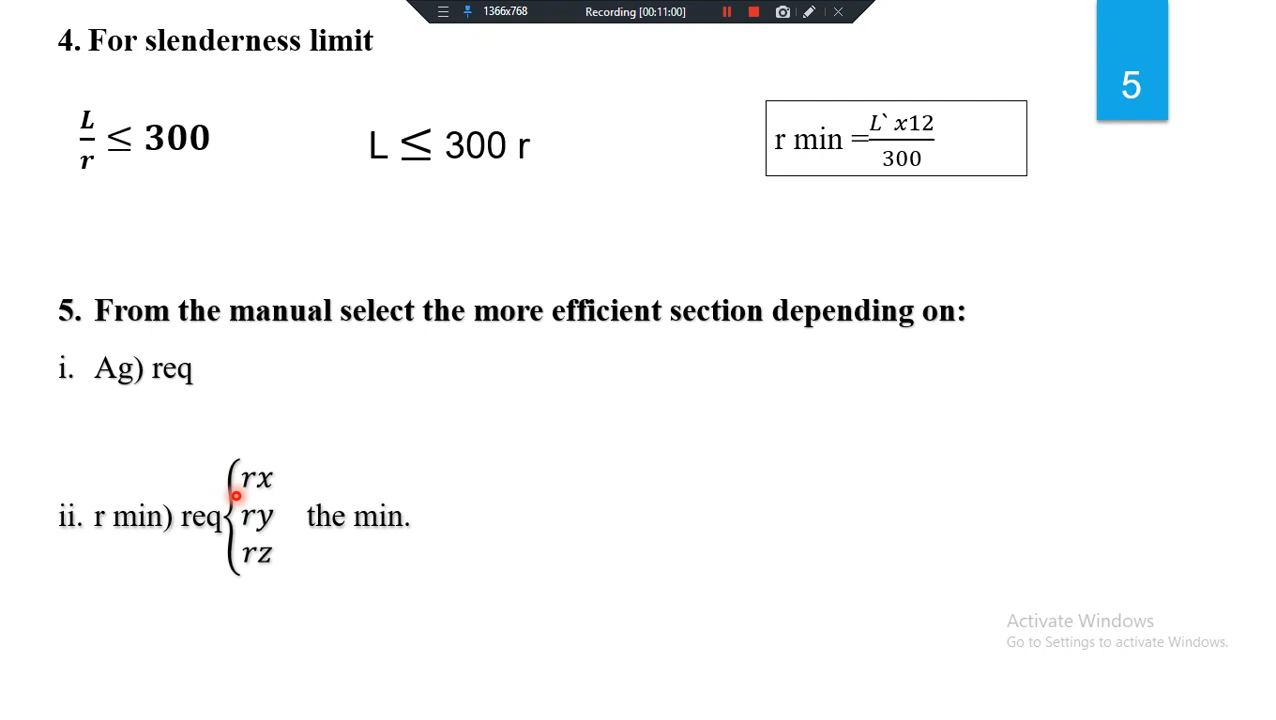 1366x768 Recording [00:11:00]
4. For slenderness limit
5
L/r ≤ 300
L ≤ 300 r
r min = L` x12/300
5. From the manual select the more efficient section depending on:
i. Ag) req
ii. r min) req { rx ry rz the min.
Activate Windows
Go to Settings to activate Windows.